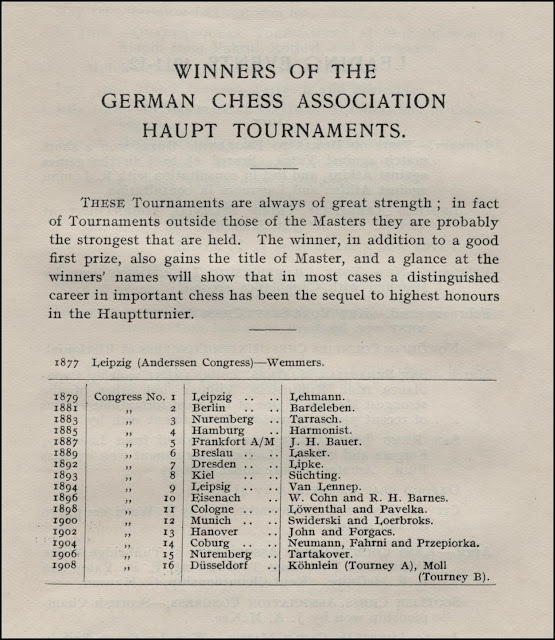 WINNERS OF THE
GERMAN CHESS ASSOCIATION
HAUPT TOURNAMENTS.
THESE Tournaments are always of great strength ; in fact
of Tournaments outside those of the Masters they are probably
the strongest that are held. The winner, in addition to a good
first prize, also gains the title of Master, and a glance at the
winners' names will show that in most cases a distinguished
career in important chess has been the sequel to highest honours
in the Hauptturnier.
1877 Leipzig (Anderssen Congress)—Wemmers.
1879 Congress No. 1 Leipzig .. .. Lehmann.
1881 ,, 2 Berlin .. .. Bardeleben.
1883 ,, 3 Nuremberg .. Tarrasch.
1885 ,, 4 Hamburg .. Harmonist.
1887 ,, 5 Frankfort A/M J. H. Bauer.
1889 ,, 6 Breslau .. .. Lasker.
1892 ,, 7 Dresden .. .. Lipke.
1893 ,, 8 Kiel .. .. Süchting.
1894 ,, 9 Leipsig .. .. Van Lennep.
1896 ,, 10 Eisenach .. W. Cohn and R. H. Barnes.
1898 ,, 11 Cologne .. .. Löwenthal and Pavelka.
1900 ,, 12 Munich .. .. Swiderski and Loerbroks.
1902 ,, 13 Hanover .. John and Forgacs.
1904 ,, 14 Coburg .. .. Neumann, Fahrni and Przepiorka.
1906 ,, 15 Nuremberg .. Tartakover.
1908 ,, 16 Düsseldorf .. Köhnlein (Tourney A), Moll
(Tourney B).